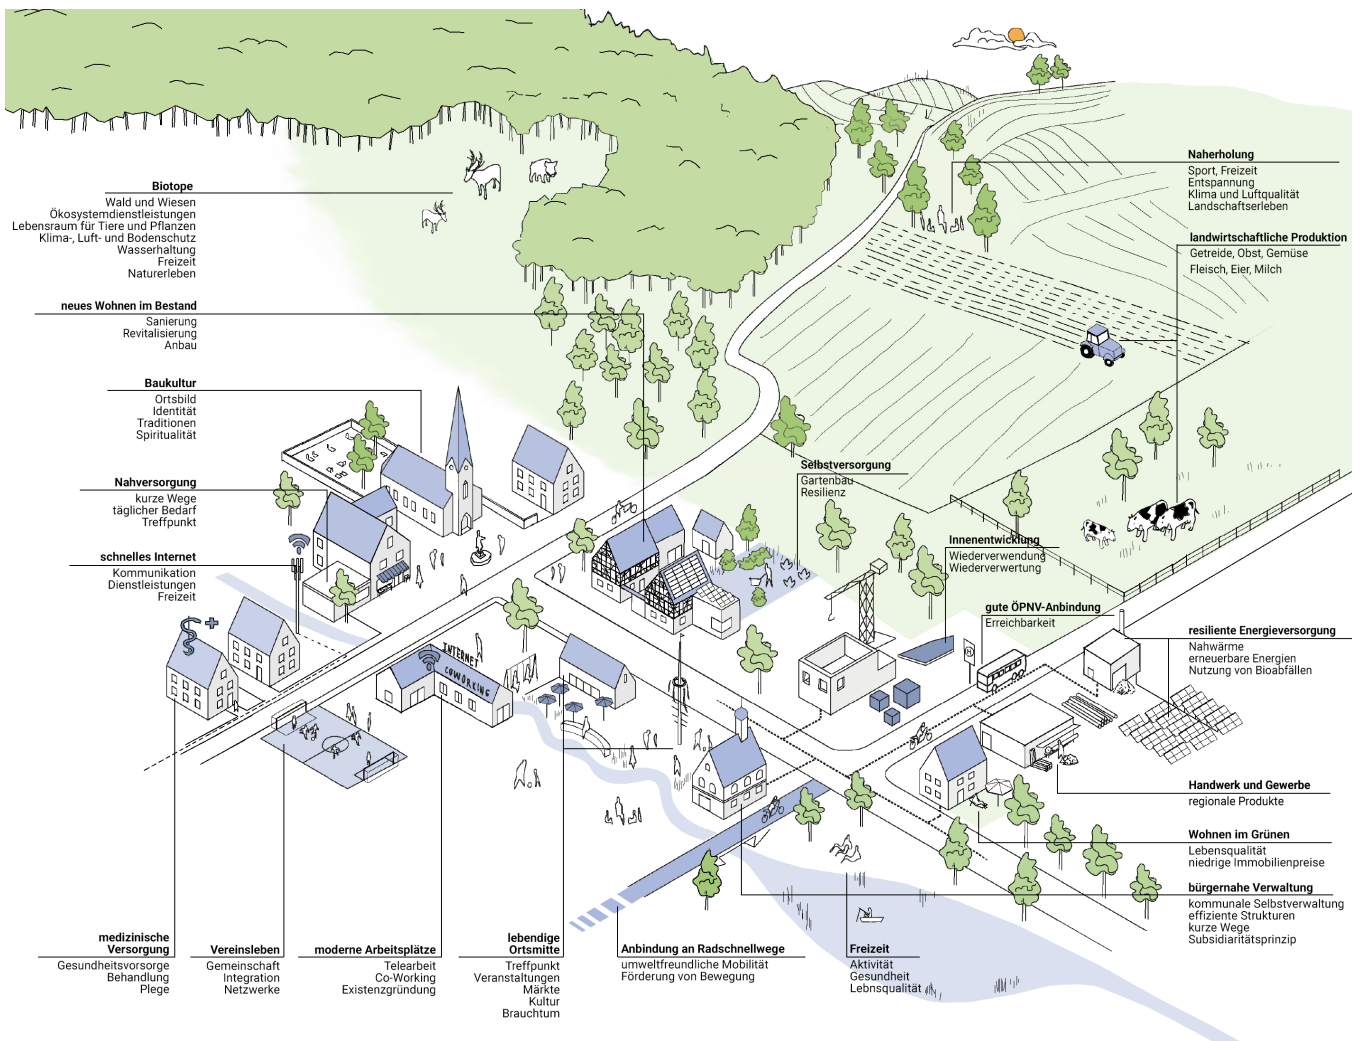 Biotope
Wald und Wiesen
Ökosystemdienstleistungen
Lebensraum für Tiere und Pflanzen
Klima-, Luft- und Bodenschutz
Wasserhaltung
Freizeit
Naturerleben
neues Wohnen im Bestand
Sanierung
Revitalisierung
Anbau
Baukultur
Ortsbild
Identität
Traditionen
Spiritualität
Nahversorgung
kurze Wege
täglicher Bedarf
Treffpunkt
schnelles Internet
Kommunikation
Dienstleistungen
Freizeit
Naherholung
Sport, Freizeit
Entspannung
Klima und Luftqualität
Landschaftserleben
landwirtschaftliche Produktion
Getreide, Obst, Gemüse
Fleisch, Eier, Milch
Selbstversorgung
Gartenbau
Resilienz
Innenentwicklung
Wiederverwendung
Wiederverwertung
gute ÖPNV-Anbindung
Erreichbarkeit
H
resiliente Energieversorgung
Nahwärme
erneuerbare Energien
Nutzung von Bioabfällen
INTERNET
COWORKING
Handwerk und Gewerbe
regionale Produkte
Wohnen im Grünen
Lebensqualität
niedrige Immobilienpreise
bürgernahe Verwaltung
kommunale Selbstverwaltung
effiziente Strukturen
kurze Wege
Subsidiaritätsprinzip
medizinische
Versorgung
Gesundheitsvorsorge
Behandlung
Plege
Vereinsleben
Gemeinschaft
Integration
Netzwerke
moderne Arbeitsplätze
Telearbeit
Co-Working
Existenzgründung
lebendige
Ortsmitte
Treffpunkt
Veranstaltungen
Märkte
Kultur
Brauchtum
Anbindung an Radschnellwege
umweltfreundliche Mobilität
Förderung von Bewegung
Freizeit
Aktivität
Gesundheit
Lebnsqualität